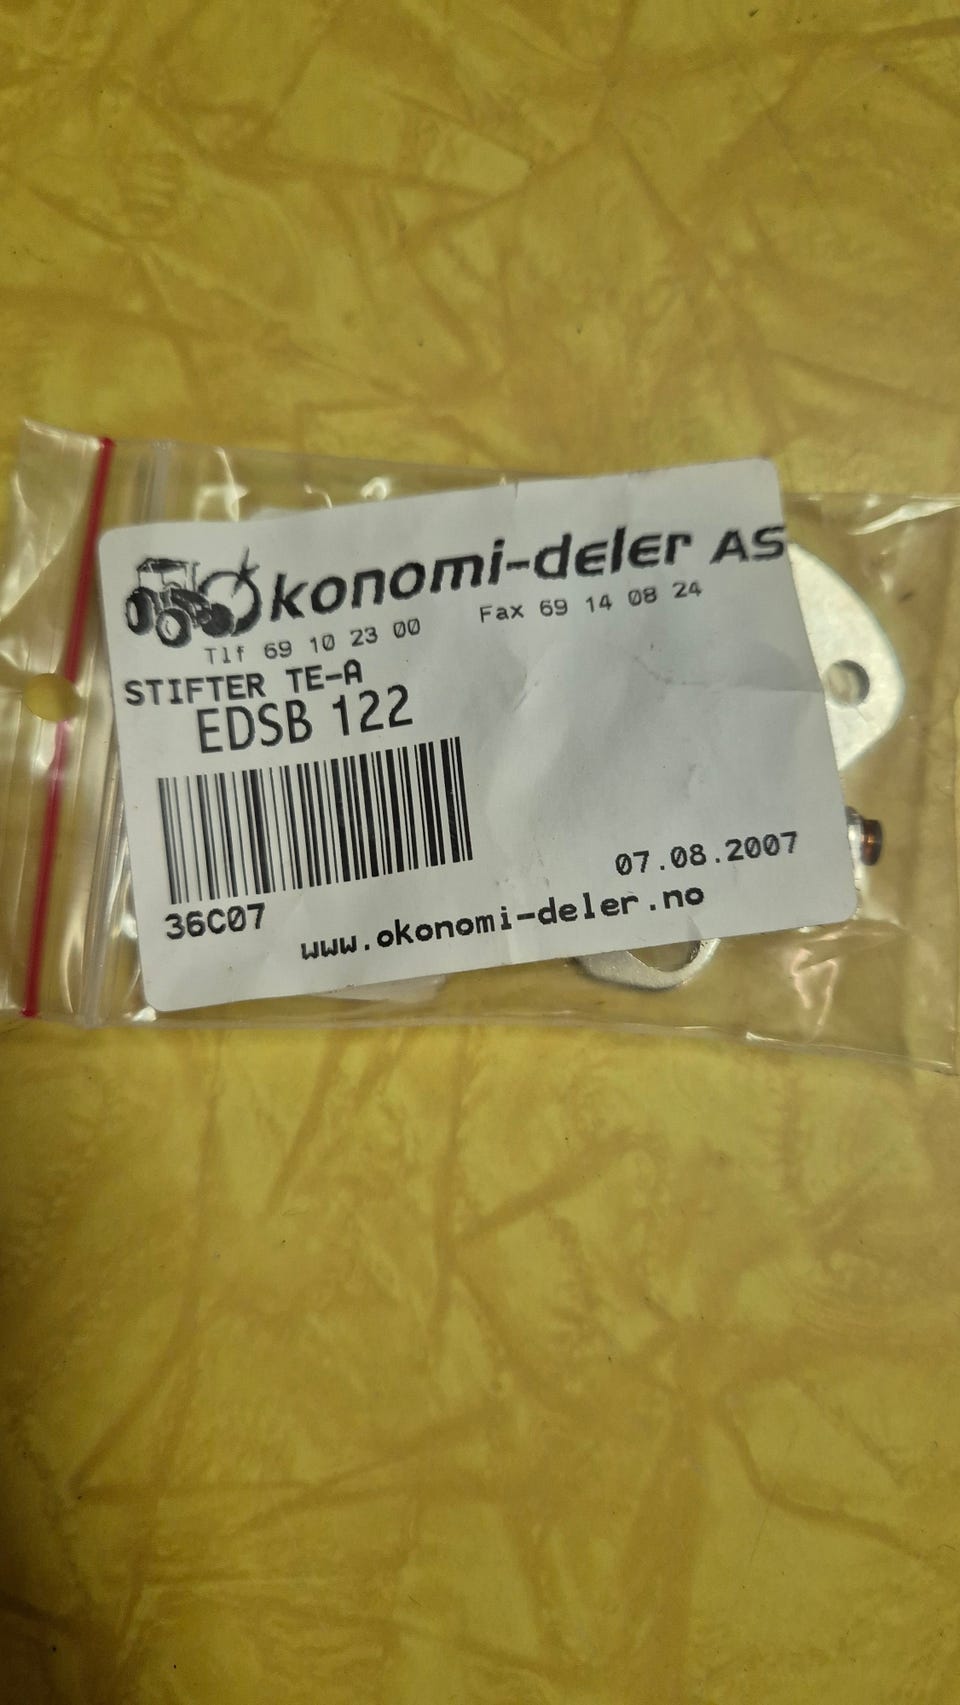 Økonomi-deler AS
Tlf 69 10 23 00 Fax 69 14 08 24
STIFTER TE-A
EDSB 122
07.08.2007
36C07
www.okonomi-deler.no